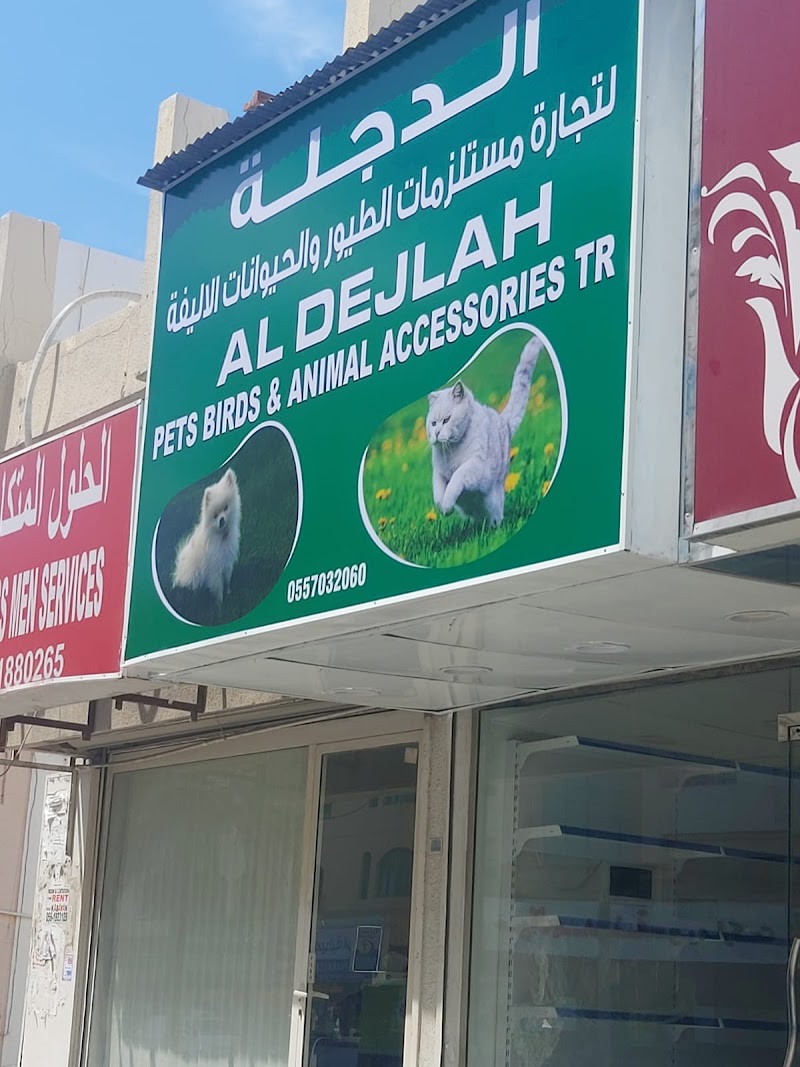 الدجلة
لتجارة مستلزمات الطيور والحيوانات الاليفة
AL DEJLAH
PETS BIRDS & ANIMAL ACCESSORIES TR
0557032060
الحلول
MEN SERVICES
1880265
RENT